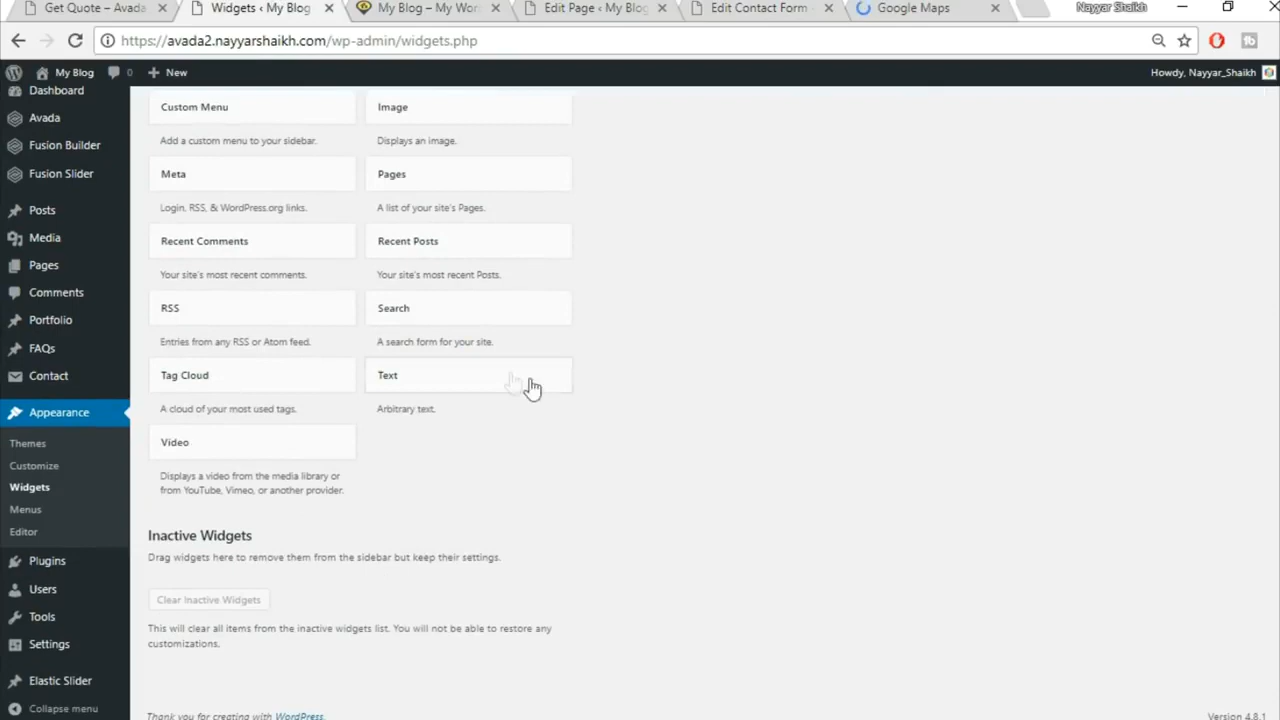 Get Quote – Avada
Widgets ‹ My Blog
My Blog – My Wor
Edit Page ‹ My Blog
Edit Contact Form -
Google Maps
Nayyar Shaikh
https://avada2.nayyarshaikh.com/wp-admin/widgets.php
My Blog
0
New
Howdy, Nayyar_Shaikh
Dashboard
Avada
Fusion Builder
Fusion Slider
Posts
Media
Pages
Comments
Portfolio
FAQs
Contact
Appearance
Themes
Customize
Widgets
Menus
Editor
Plugins
Users
Tools
Settings
Elastic Slider
Collapse menu
Custom Menu
Add a custom menu to your sidebar.
Image
Displays an image.
Meta
Login, RSS, & WordPress.org links.
Pages
A list of your site's Pages.
Recent Comments
Your site's most recent comments.
Recent Posts
Your site's most recent Posts.
RSS
Entries from any RSS or Atom feed.
Search
A search form for your site.
Tag Cloud
A cloud of your most used tags.
Text
Arbitrary text.
Video
Displays a video from the media library or
from YouTube, Vimeo, or another provider.
Inactive Widgets
Drag widgets here to remove them from the sidebar but keep their settings.
Clear Inactive Widgets
This will clear all items from the inactive widgets list. You will not be able to restore any
customizations.
Thank you for creating with WordPress.
Version 4.8.1